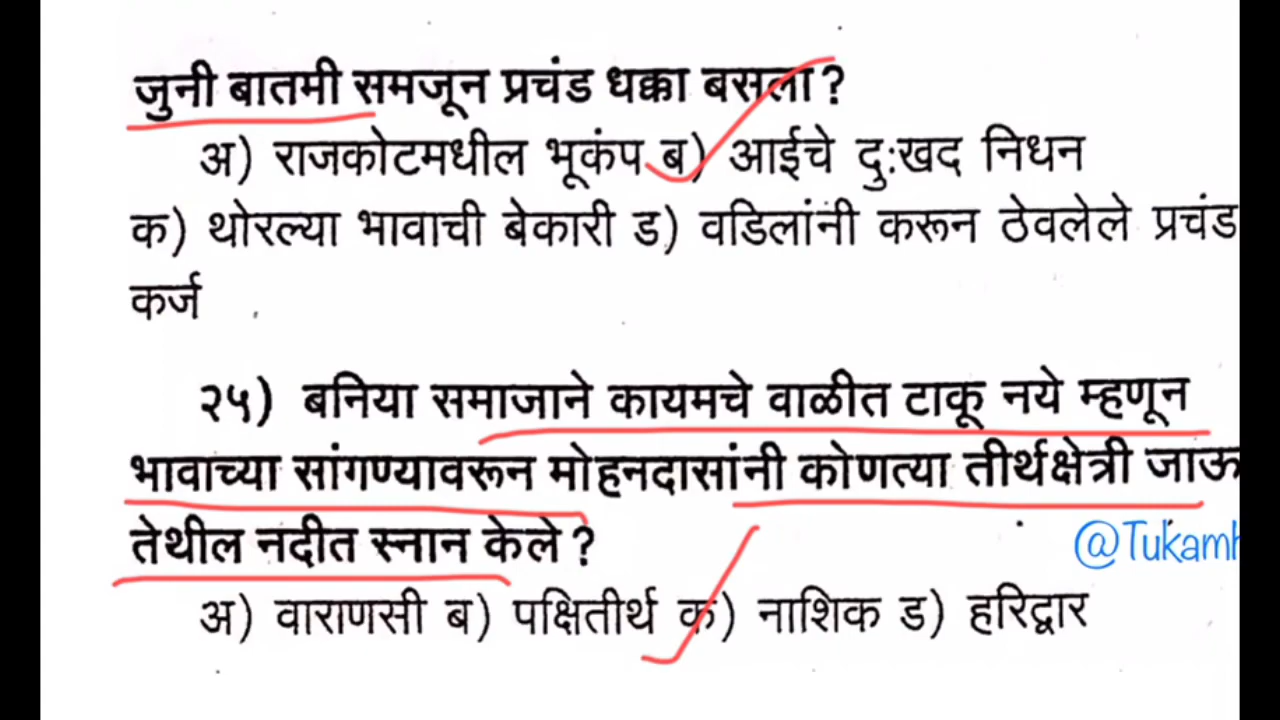 जुनी बातमी समजून प्रचंड धक्का बसला?
अ) राजकोटमधील भूकंप ब) आईचे दुःखद निधन
क) थोरल्या भावाची बेकारी ड) वडिलांनी करून ठेवलेले प्रचंड
कर्ज
२५) बनिया समाजाने कायमचे वाळीत टाकू नये म्हणून
भावाच्या सांगण्यावरून मोहनदासांनी कोणत्या तीर्थक्षेत्री जाऊ
तेथील नदीत स्नान केले?
@Tukamh
अ) वाराणसी ब) पक्षितीर्थ क) नाशिक ड) हरिद्वार